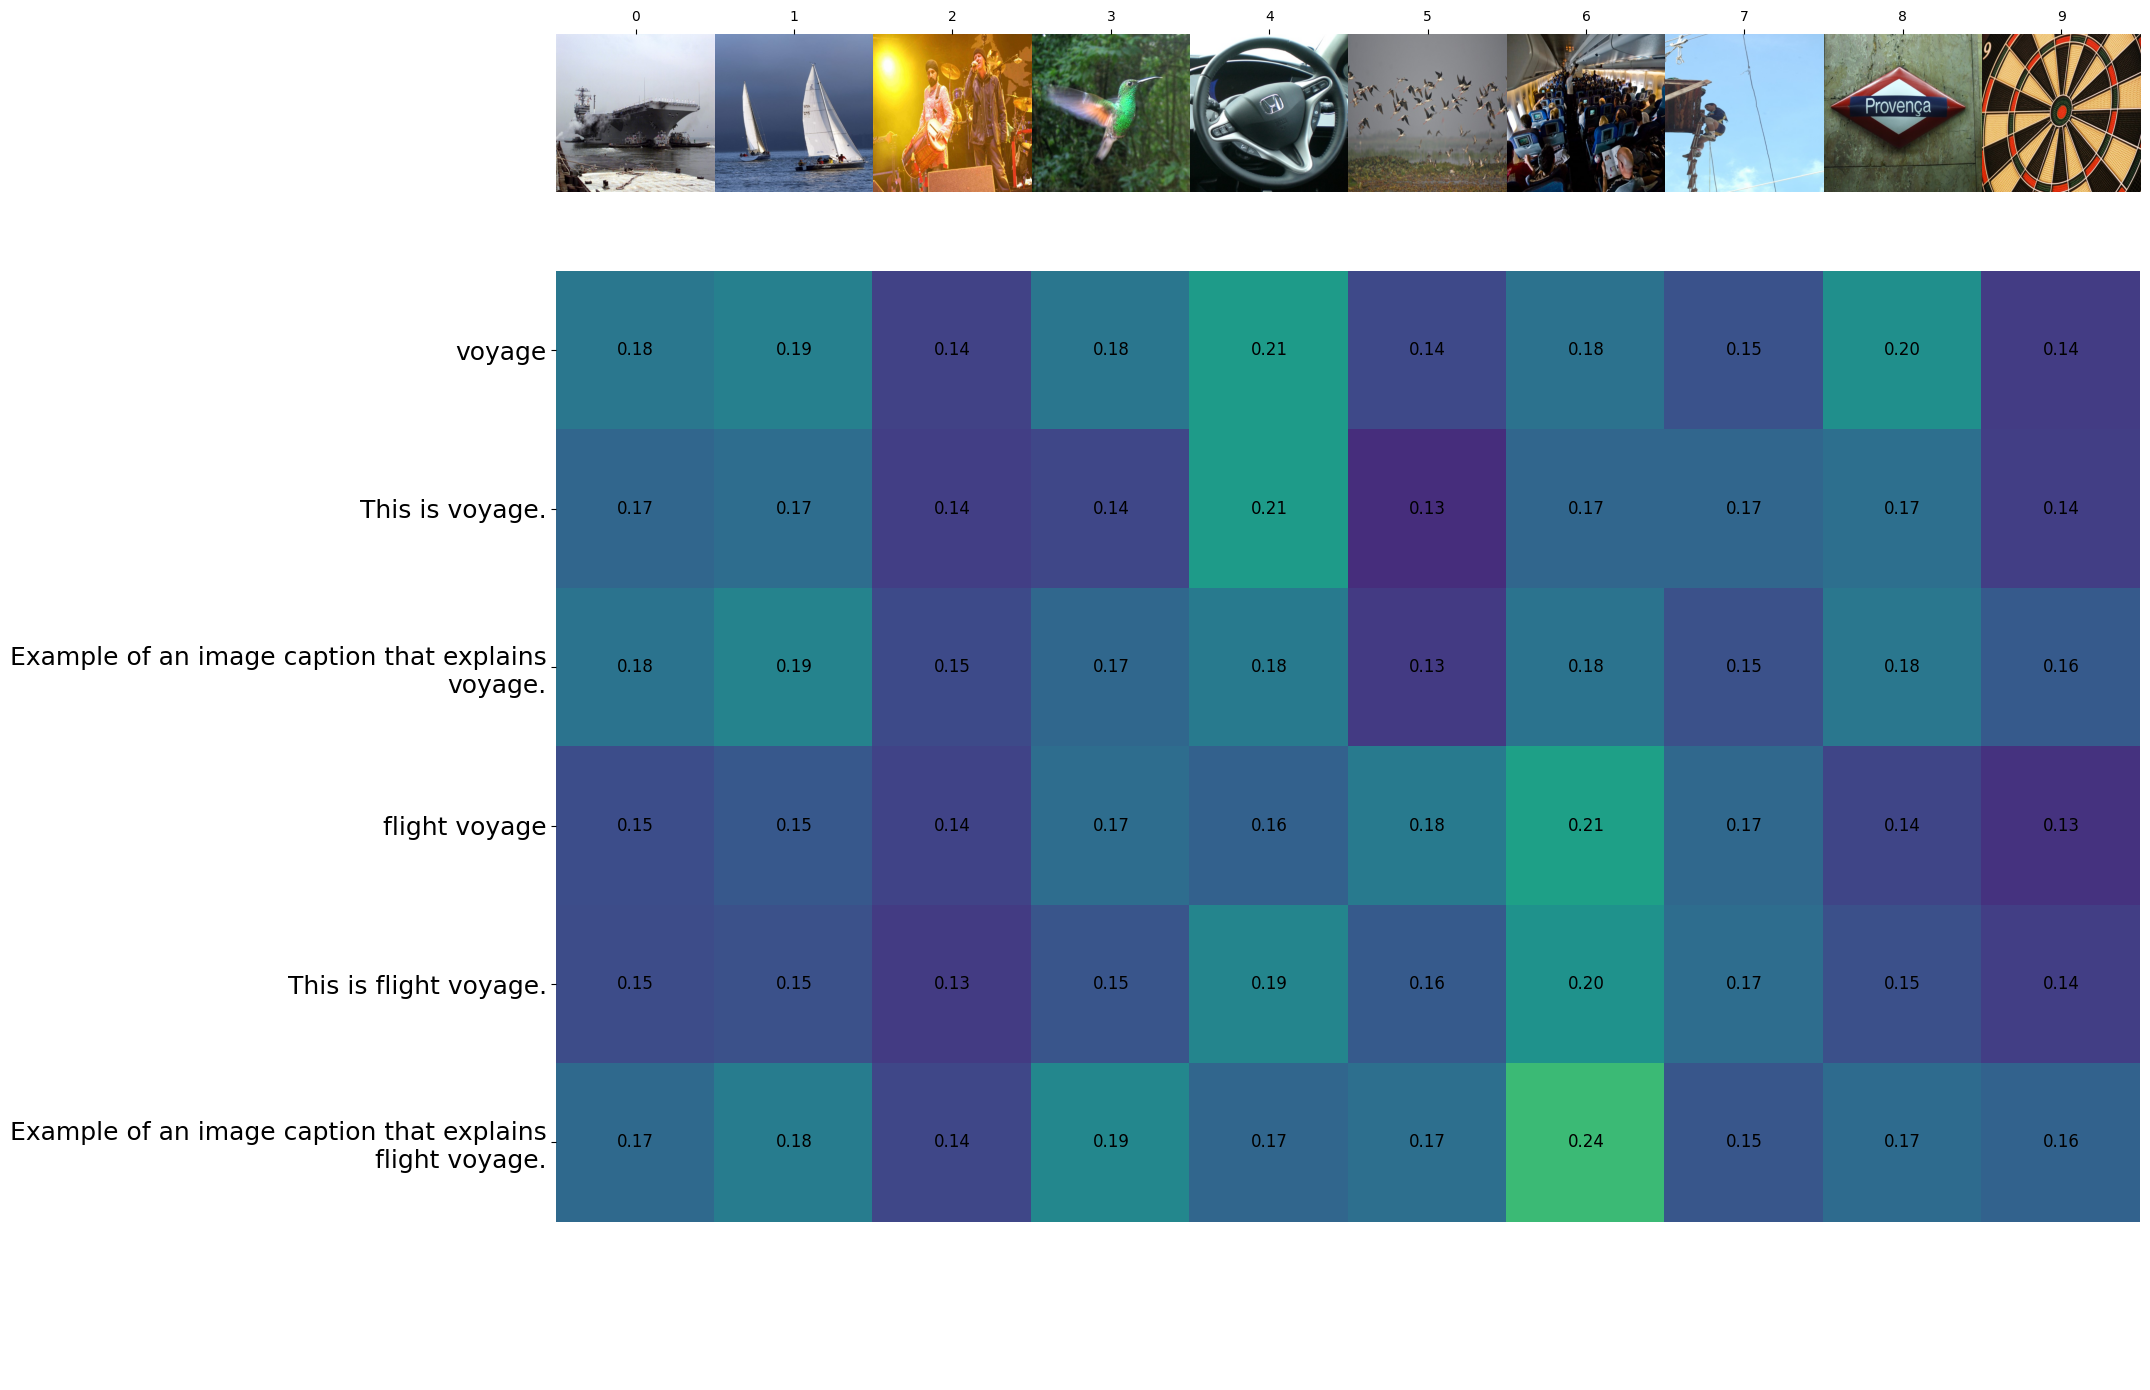 0 1 2 3 4 5 6 7 8 9
Provença
9
voyage 0.18 0.19 0.14 0.18 0.21 0.14 0.18 0.15 0.20 0.14
This is voyage. 0.17 0.17 0.14 0.14 0.21 0.13 0.17 0.17 0.17 0.14
Example of an image caption that explains
voyage. 0.18 0.19 0.15 0.17 0.18 0.13 0.18 0.15 0.18 0.16
flight voyage 0.15 0.15 0.14 0.17 0.16 0.18 0.21 0.17 0.14 0.13
This is flight voyage. 0.15 0.15 0.13 0.15 0.19 0.16 0.20 0.17 0.15 0.14
Example of an image caption that explains
flight voyage. 0.17 0.18 0.14 0.19 0.17 0.17 0.24 0.15 0.17 0.16